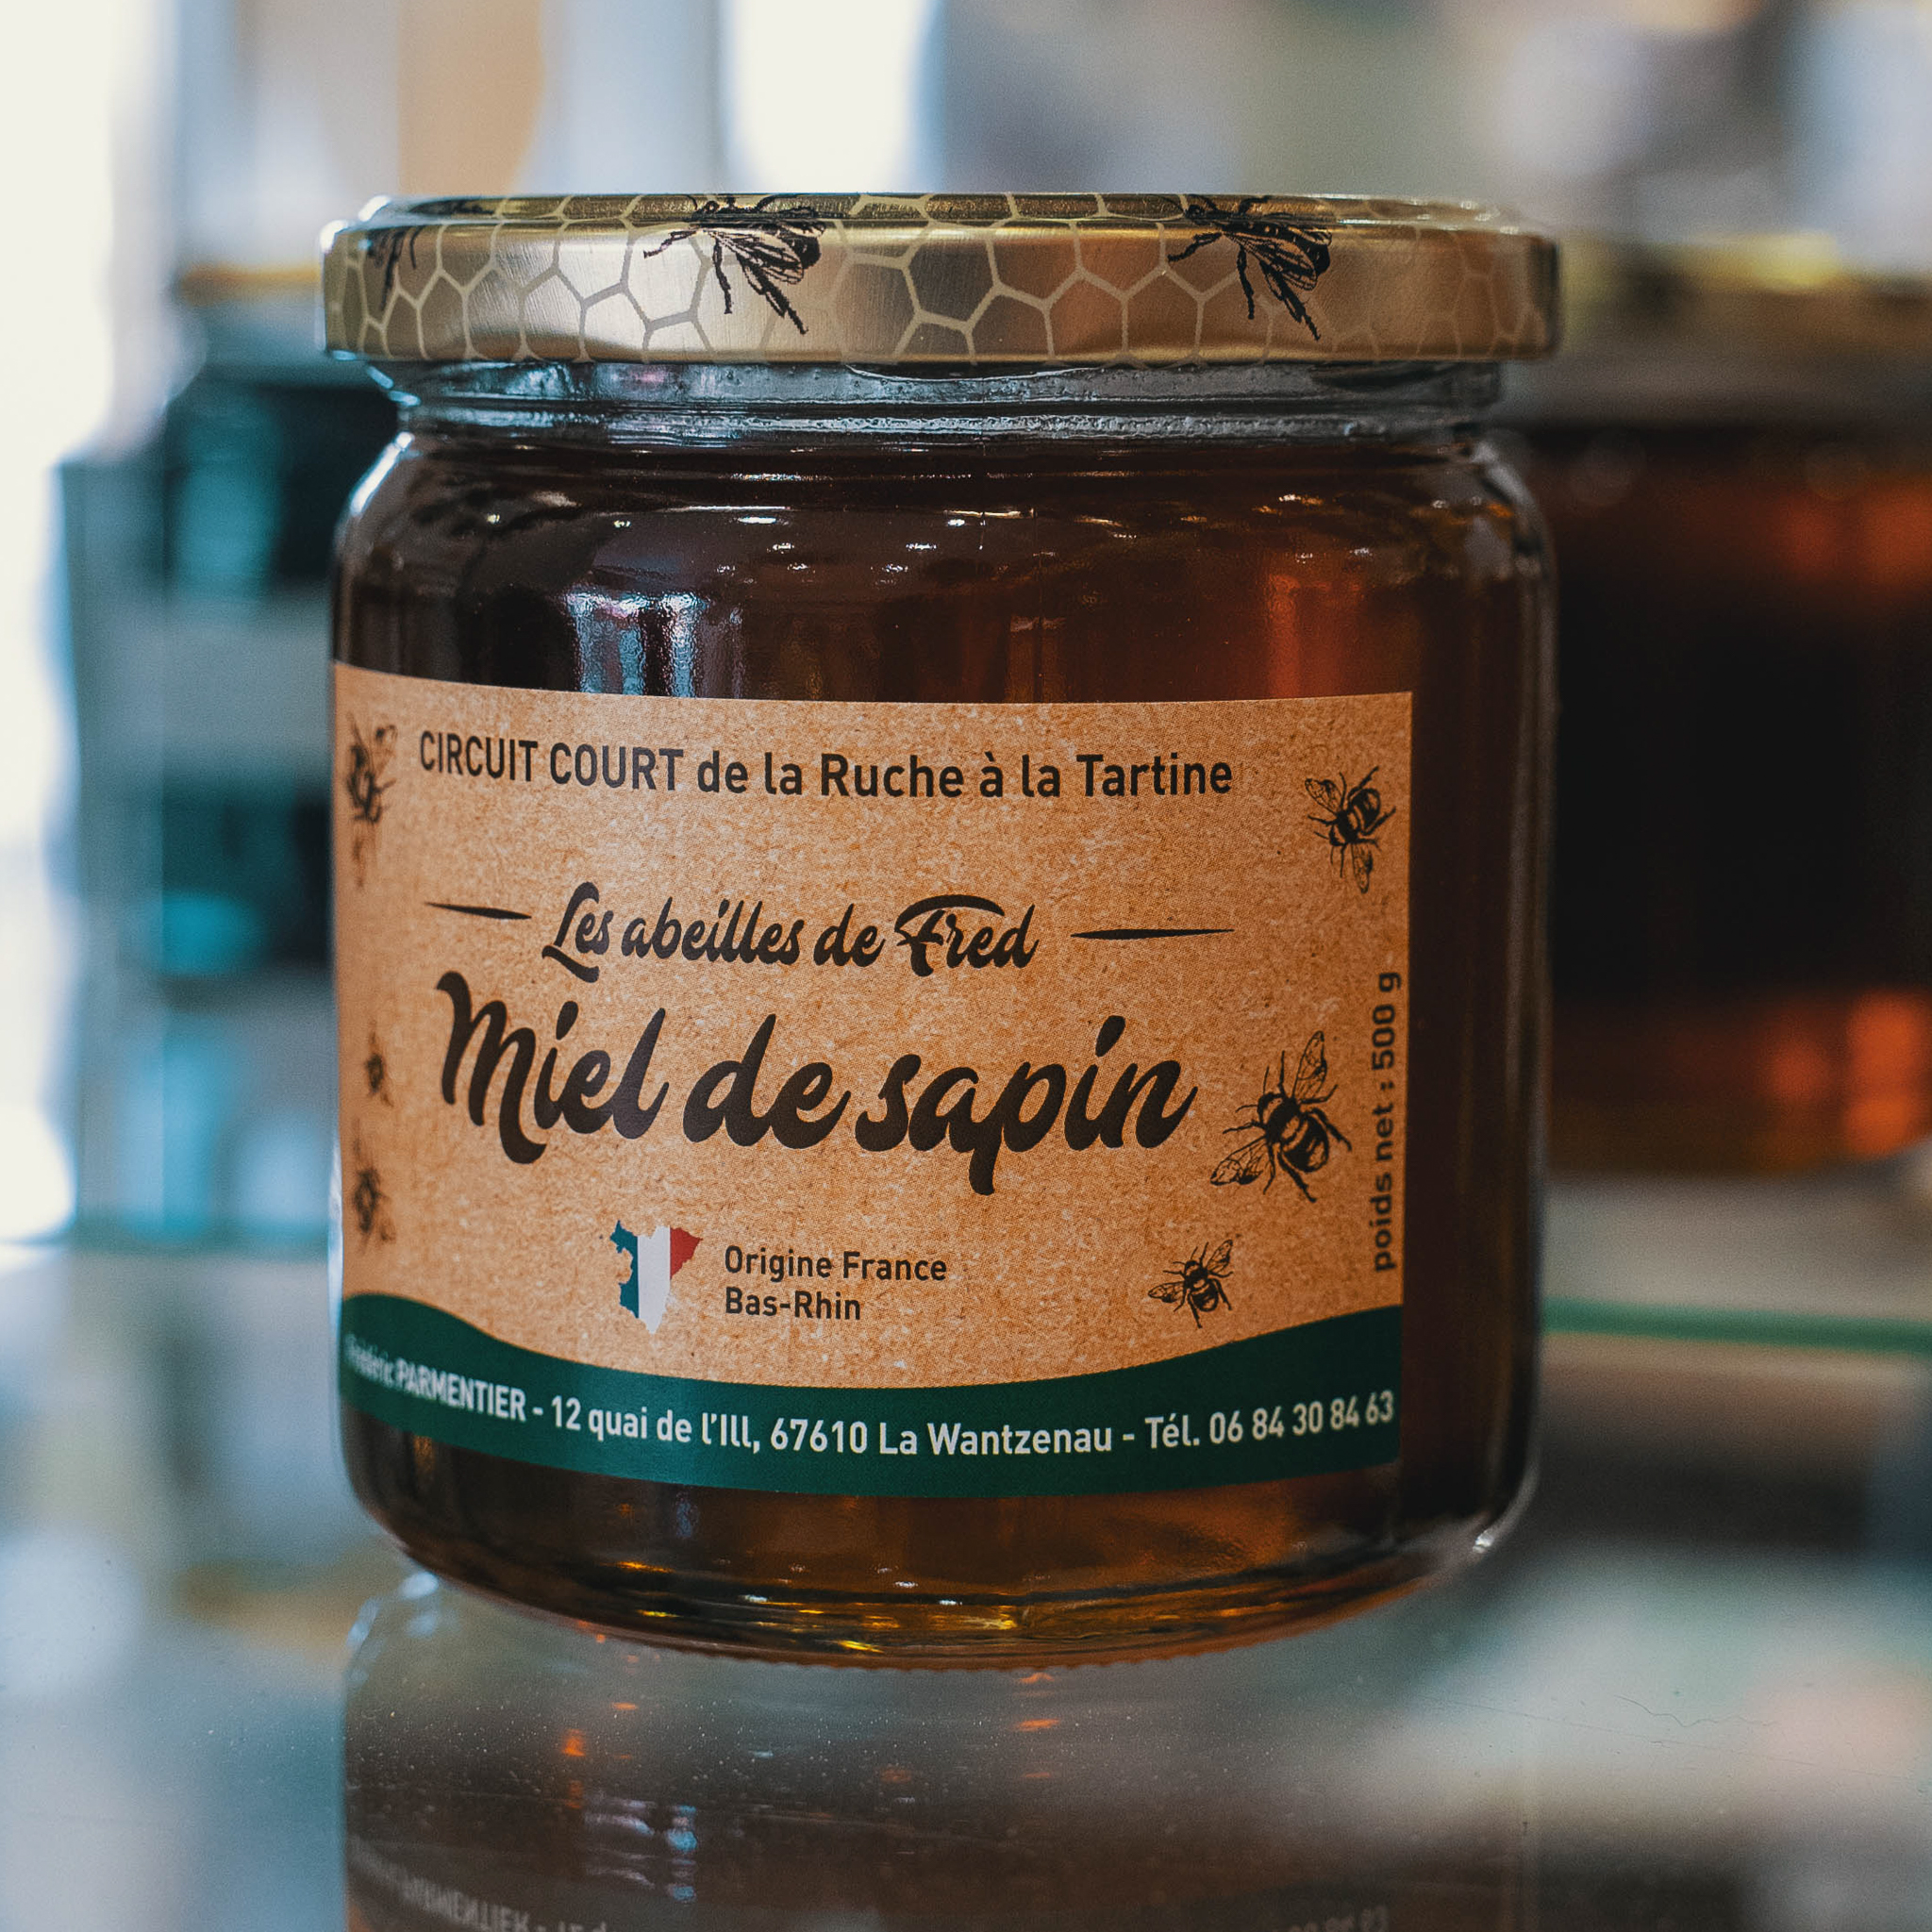 CIRCUIT COURT de la Ruche à la Tartine
Les abeilles de Fred
Miel de sapin
poids net : 500 g
Origine France
Bas-Rhin
Frédéric PARMENTIER - 12 quai de l'Ill, 67610 La Wantzenau - Tél. 06 84 30 84 63